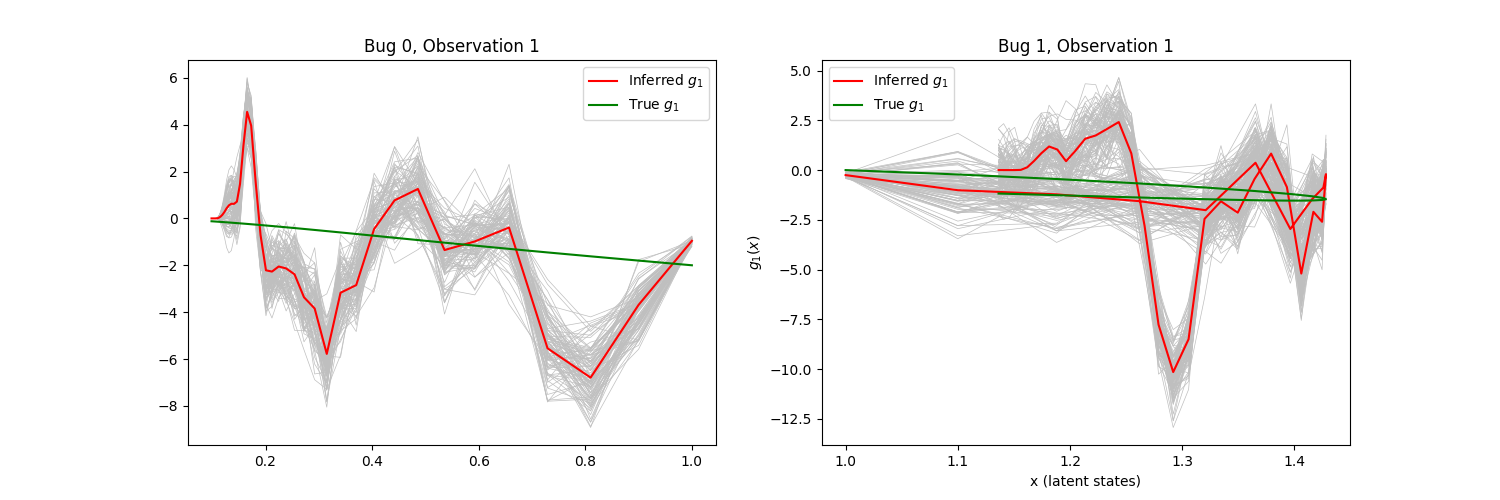 Bug 0, Observation 1
6
4
2
0
−2
−4
−6
−8
0.2 0.4 0.6 0.8 1.0
Inferred g₁
True g₁
Bug 1, Observation 1
5.0
2.5
0.0
−2.5
−5.0
−7.5
−10.0
−12.5
g₁(x)
1.0 1.1 1.2 1.3 1.4
x (latent states)
Inferred g₁
True g₁